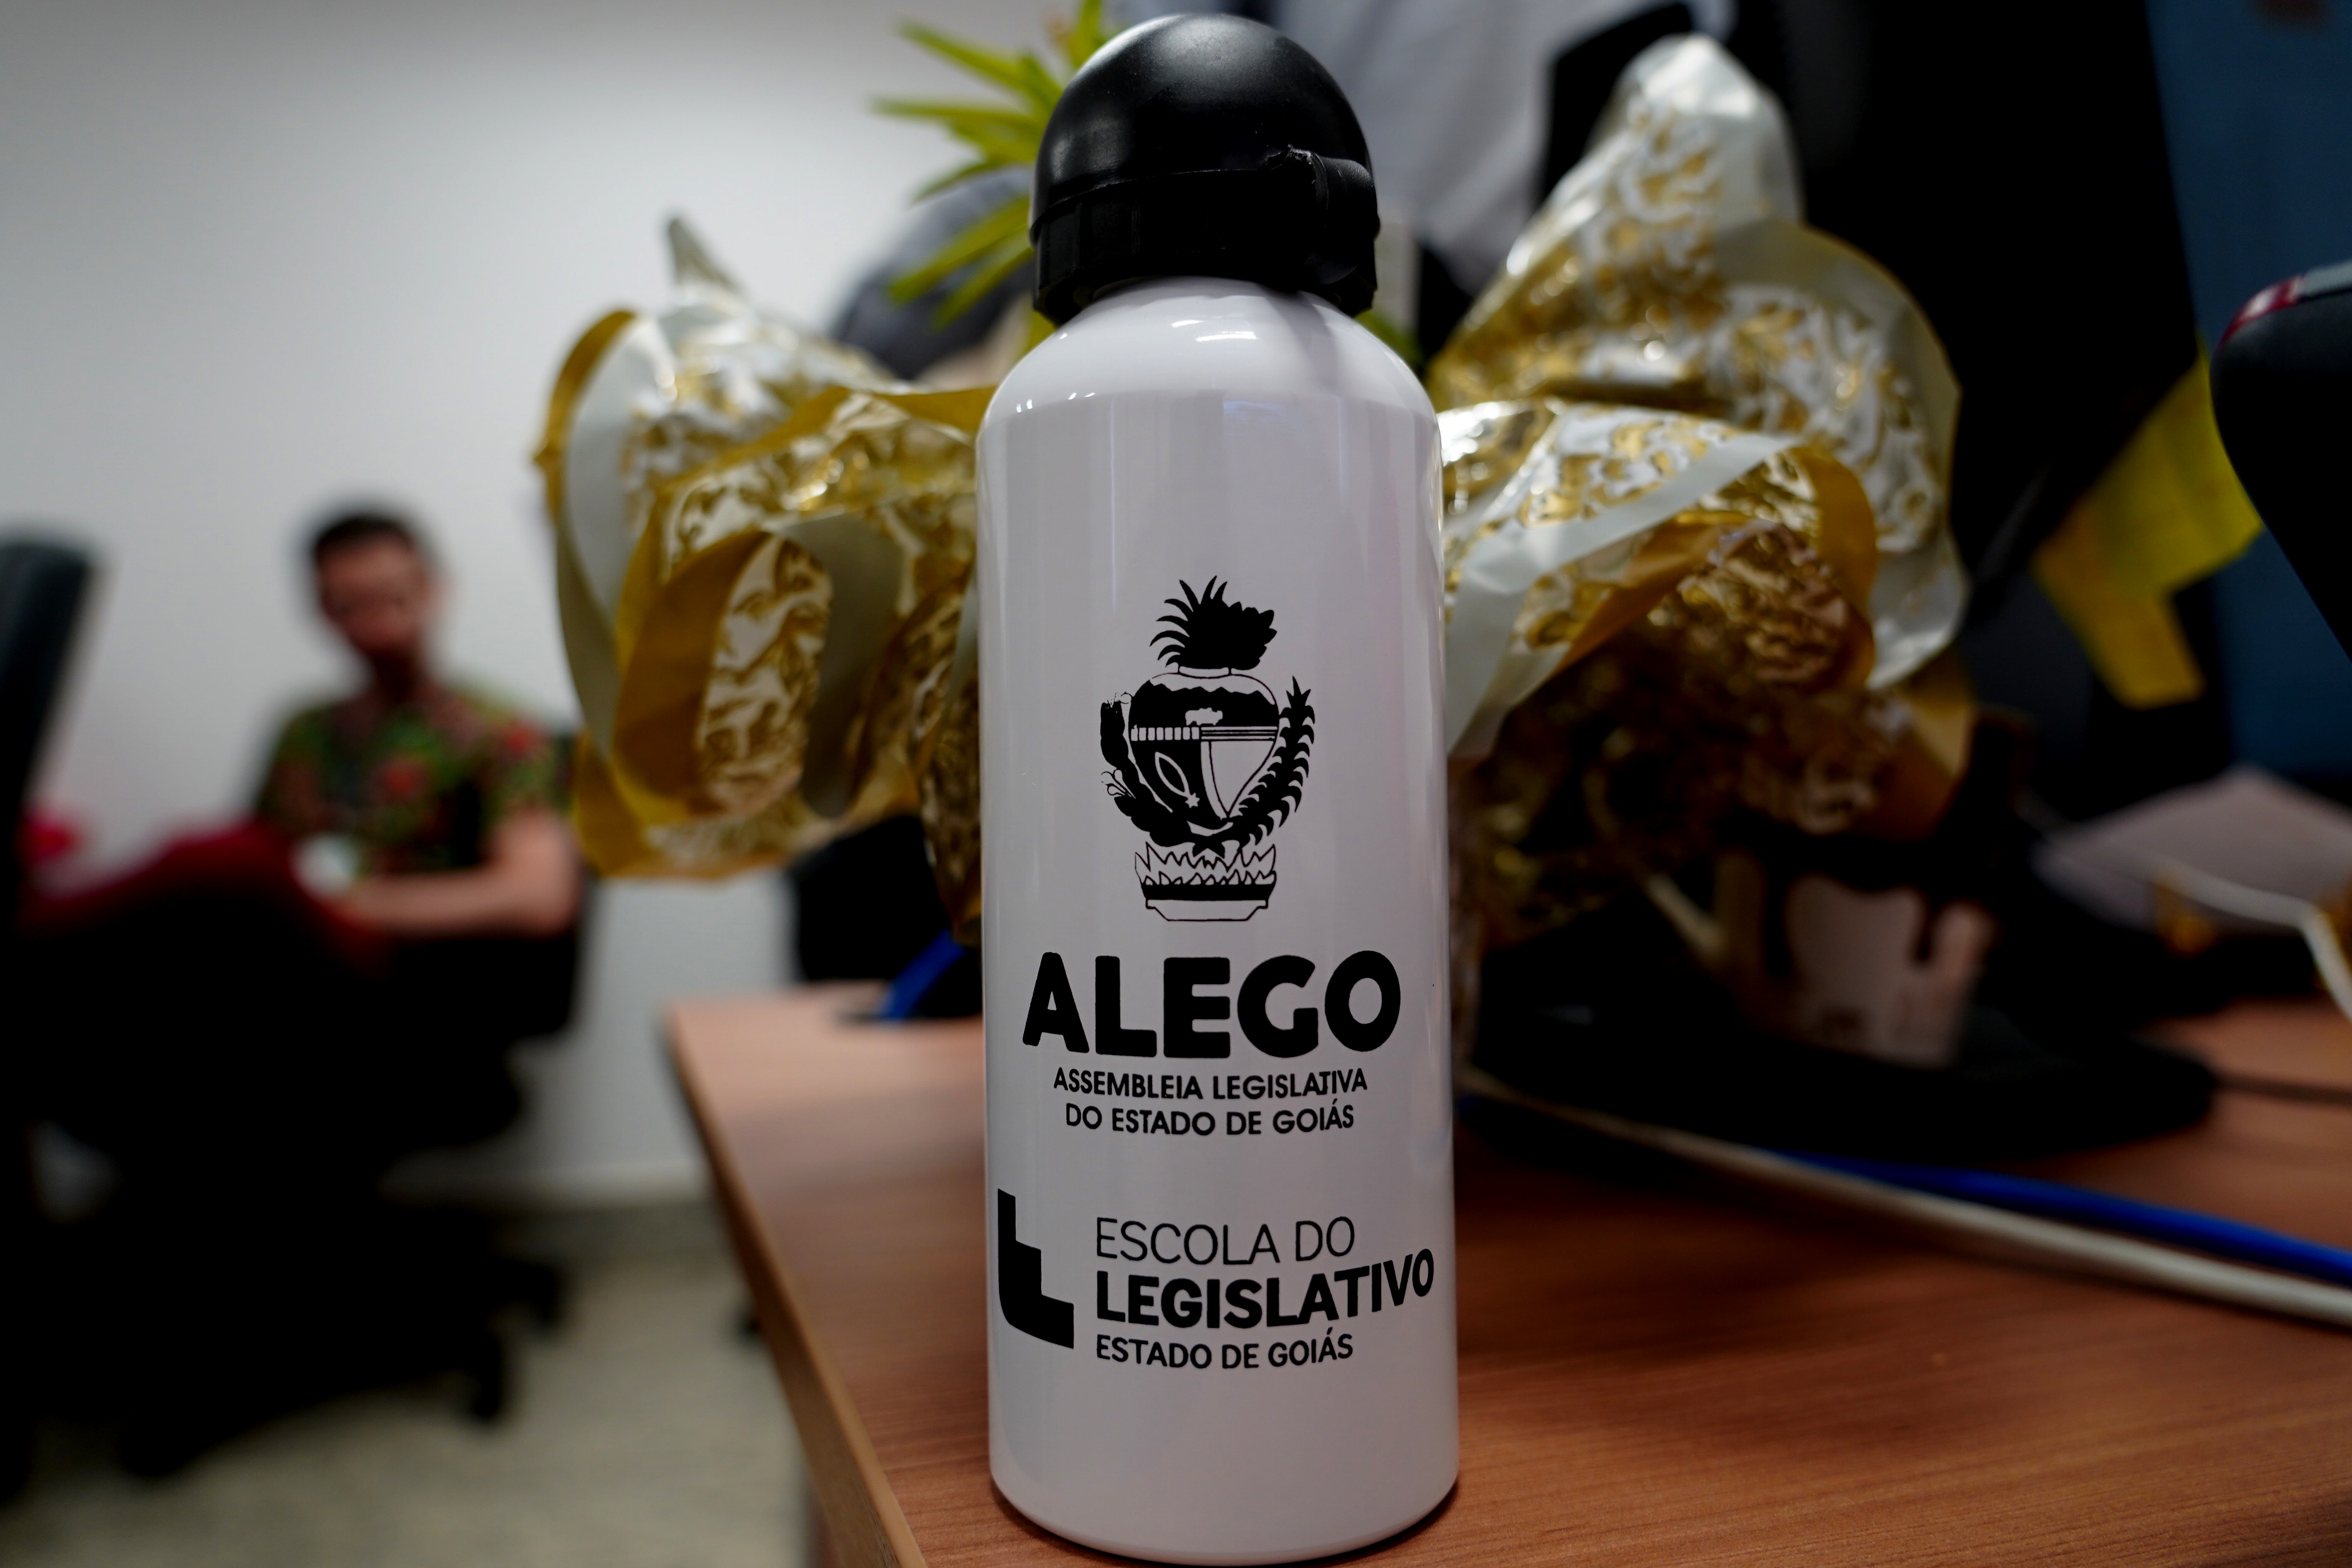 ALEGO
ASSEMBLEIA LEGISLATIVA
DO ESTADO DE GOIÁS
ESCOLA DO
LEGISLATIVO
ESTADO DE GOIÁS